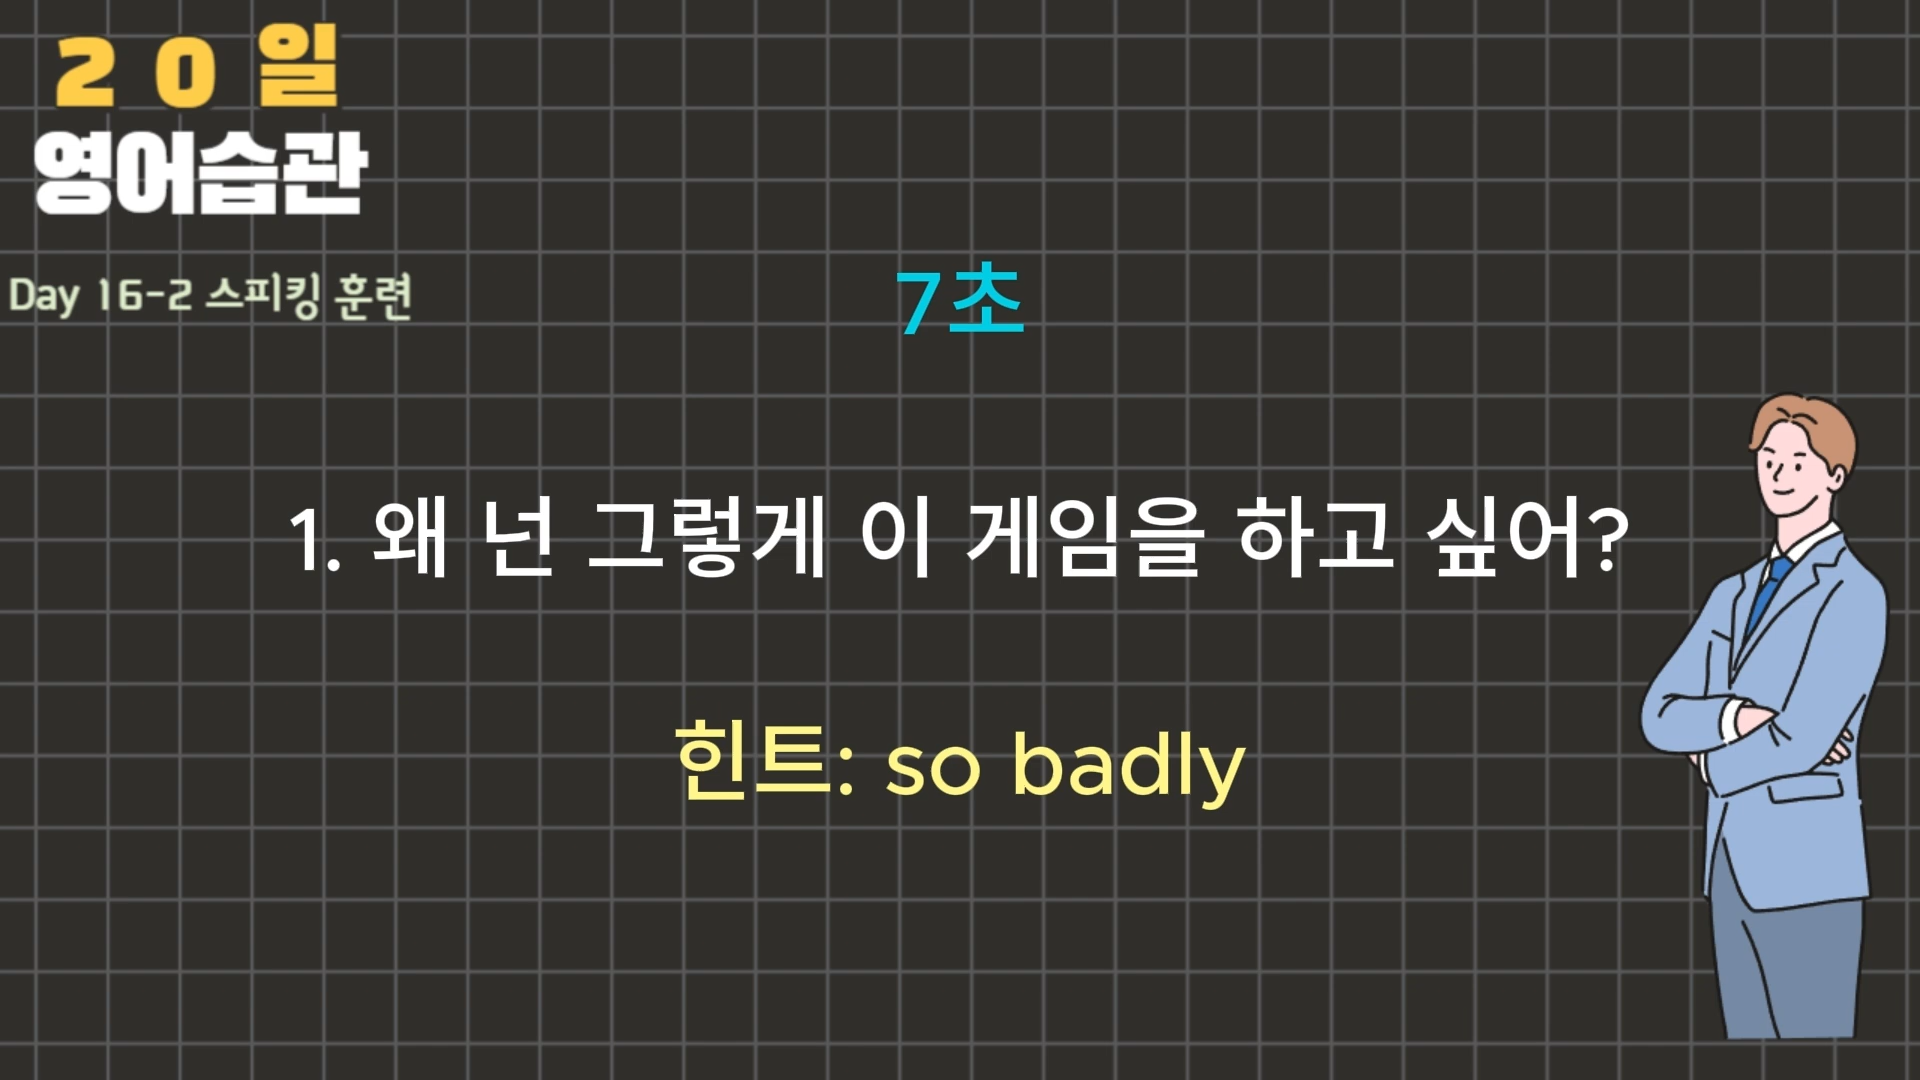 20일
영어습관
Day 16-2 스피킹 훈련
7초
1. 왜 넌 그렇게 이 게임을 하고 싶어?
힌트: so badly